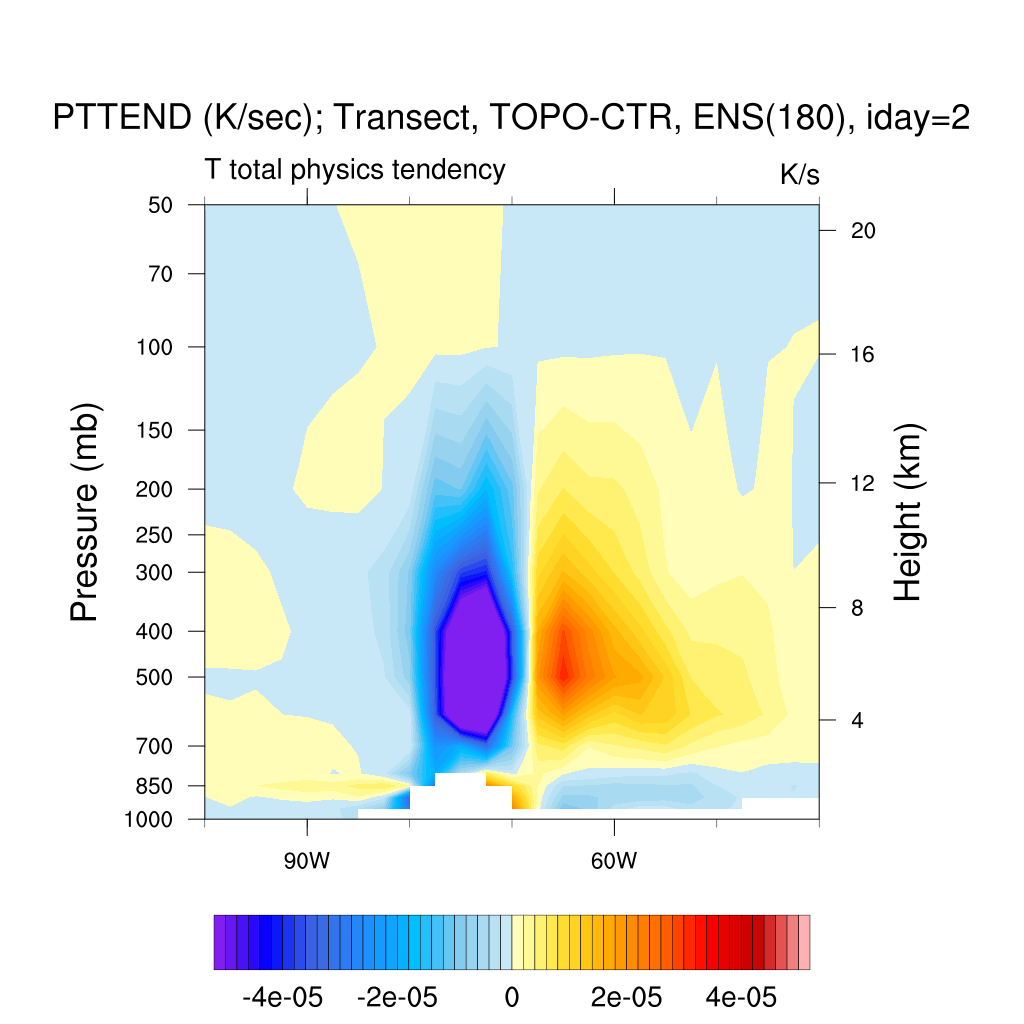 PTTEND (K/sec); Transect, TOPO-CTR, ENS(180), iday=2
T total physics tendency K/s
50
70
100
150
200
250
300
400
500
700
850
1000
Pressure (mb)
20
16
12
8
4
Height (km)
90W 60W
-4e-05 -2e-05 0 2e-05 4e-05